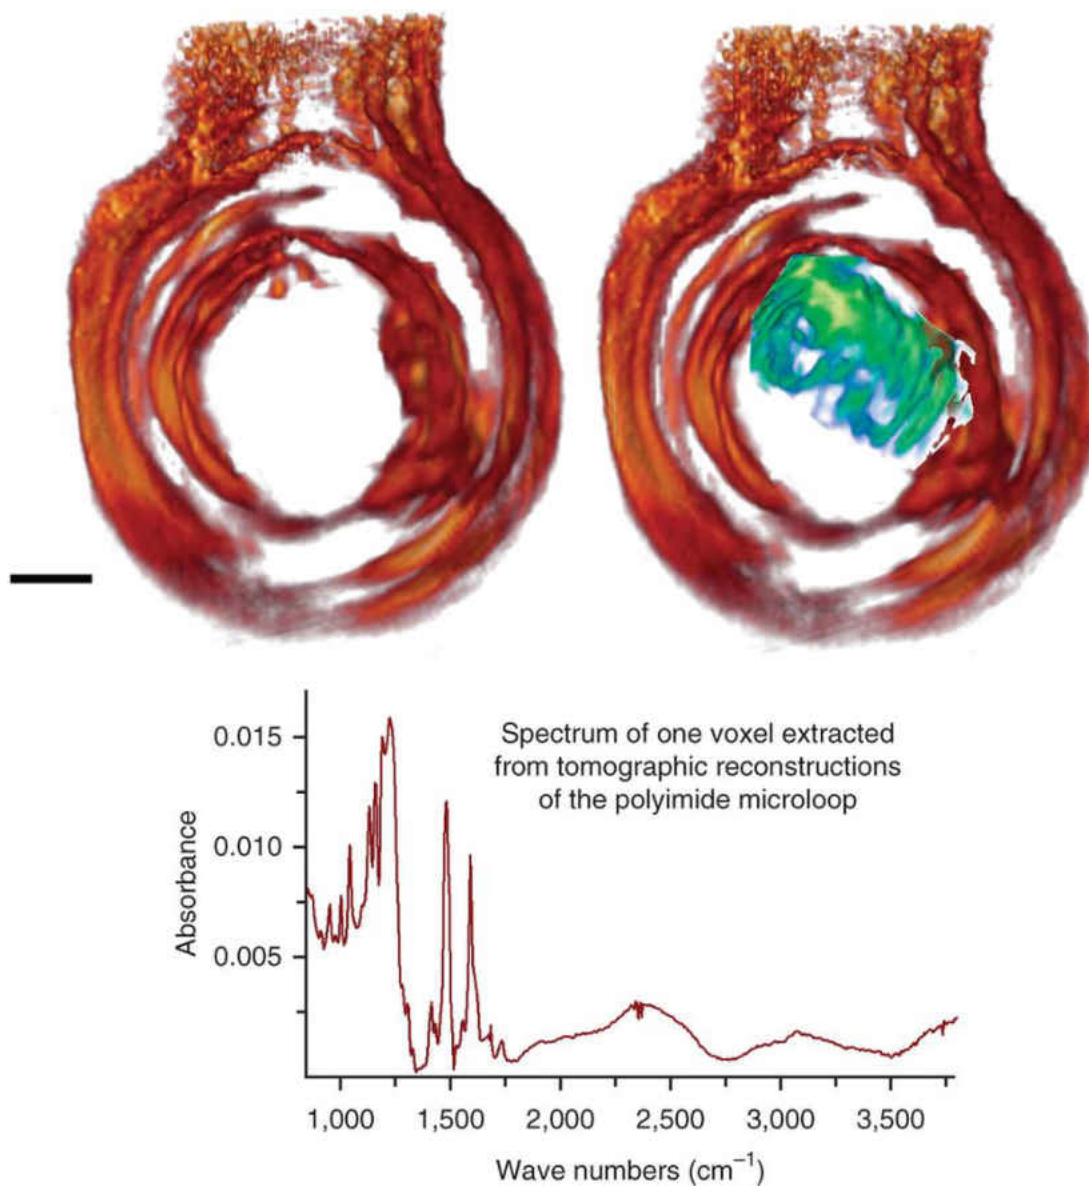 Spectrum of one voxel extracted
from tomographic reconstructions
of the polyimide microloop
Absorbance
0.015
0.010
0.005
1,000 1,500 2,000 2,500 3,000 3,500
Wave numbers (cm⁻¹)